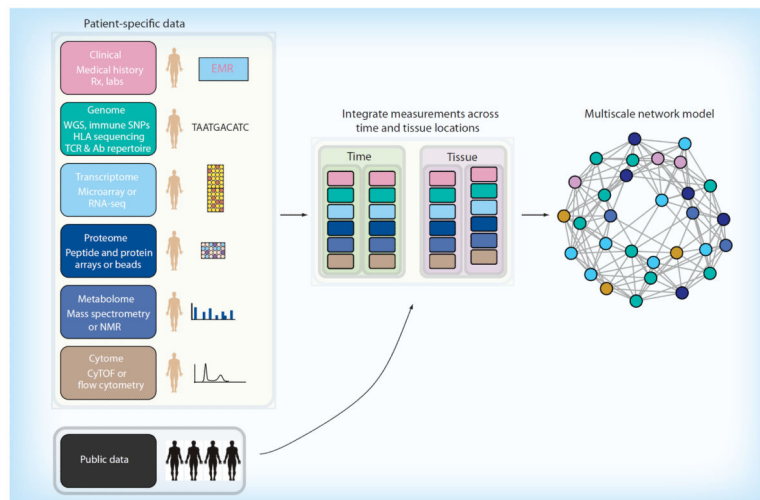 Patient-specific data
Clinical
Medical history
Rx, labs
EMR
Genome
WGS, immune SNPs
HLA sequencing
TCR & Ab repertoire
TAATGACATC
Transcriptome
Microarray or
RNA-seq
Proteome
Peptide and protein
arrays or beads
Metabolome
Mass spectrometry
or NMR
Cytome
CyTOF or
flow cytometry
Public data
Integrate measurements across
time and tissue locations
Time
Tissue
Multiscale network model